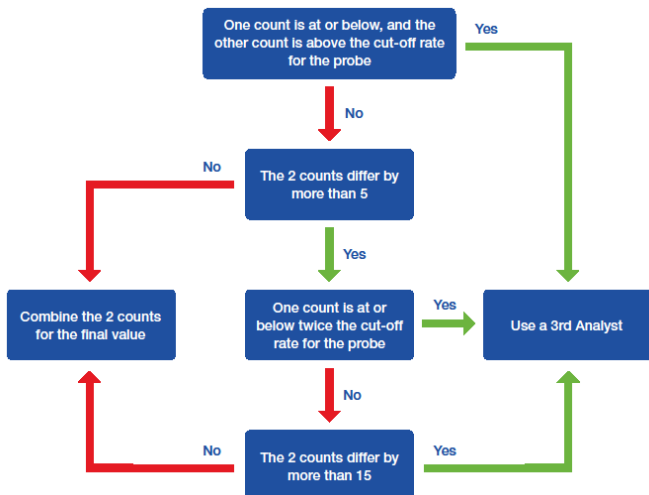 One count is at or below, and the
other count is above the cut-off rate
for the probe
Yes
No
No
The 2 counts differ by
more than 5
Yes
Combine the 2 counts
for the final value
One count is at or
below twice the cut-off
rate for the probe
Yes
Use a 3rd Analyst
No
No
The 2 counts differ by
more than 15
Yes